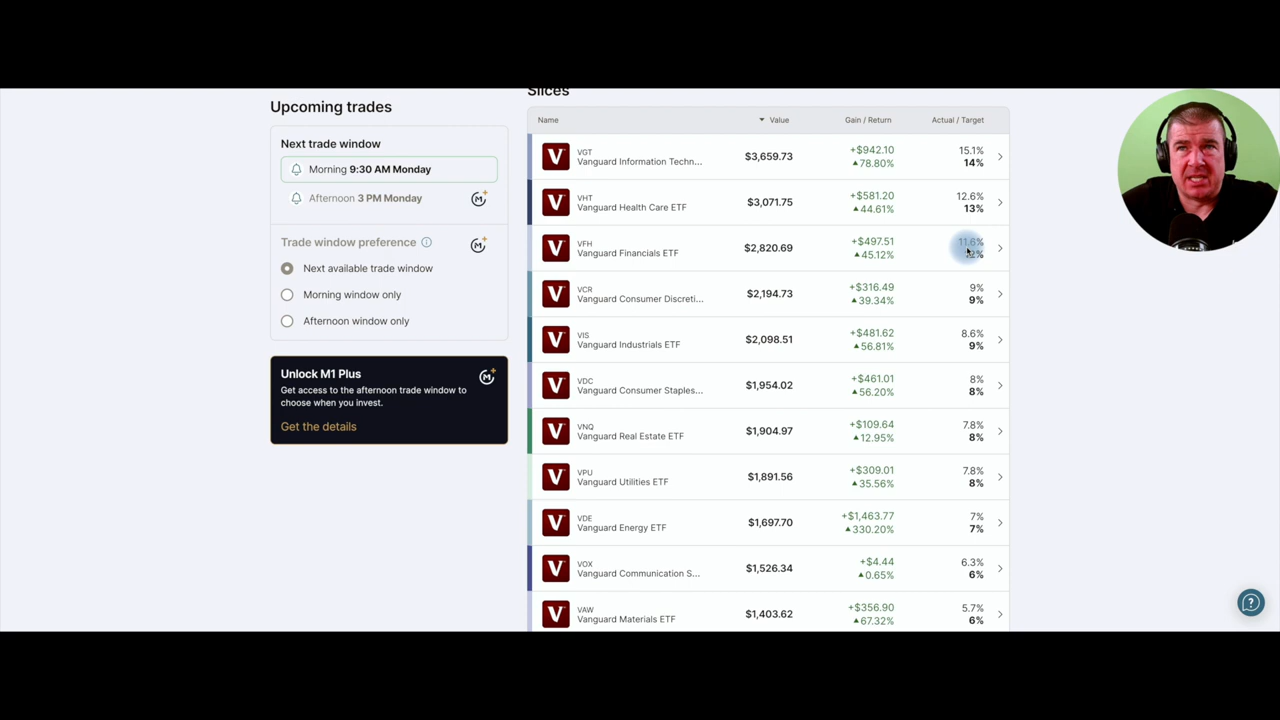 Upcoming trades
Next trade window
Morning 9:30 AM Monday
Afternoon 3 PM Monday
Trade window preference
Next available trade window
Morning window only
Afternoon window only
Unlock M1 Plus
Get access to the afternoon trade window to
choose when you invest.
Get the details
Slices
Name Value Gain / Return Actual / Target
VGT
Vanguard Information Techn... $3,659.73 +$942.10 ▲78.80% 15.1% 14%
VHT
Vanguard Health Care ETF $3,071.75 +$581.20 ▲44.61% 12.6% 13%
VFH
Vanguard Financials ETF $2,820.69 +$497.51 ▲45.12% 11.6%
VCR
Vanguard Consumer Discreti... $2,194.73 +$316.49 ▲39.34% 9% 9%
VIS
Vanguard Industrials ETF $2,098.51 +$481.62 ▲56.81% 8.6% 9%
VDC
Vanguard Consumer Staples... $1,954.02 +$461.01 ▲56.20% 8% 8%
VNQ
Vanguard Real Estate ETF $1,904.97 +$109.64 ▲12.95% 7.8% 8%
VPU
Vanguard Utilities ETF $1,891.56 +$309.01 ▲35.56% 7.8% 8%
VDE
Vanguard Energy ETF $1,697.70 +$1,463.77 ▲330.20% 7% 7%
VOX
Vanguard Communication S... $1,526.34 +$4.44 ▲0.65% 6.3% 6%
VAW
Vanguard Materials ETF $1,403.62 +$356.90 ▲67.32% 5.7% 6%